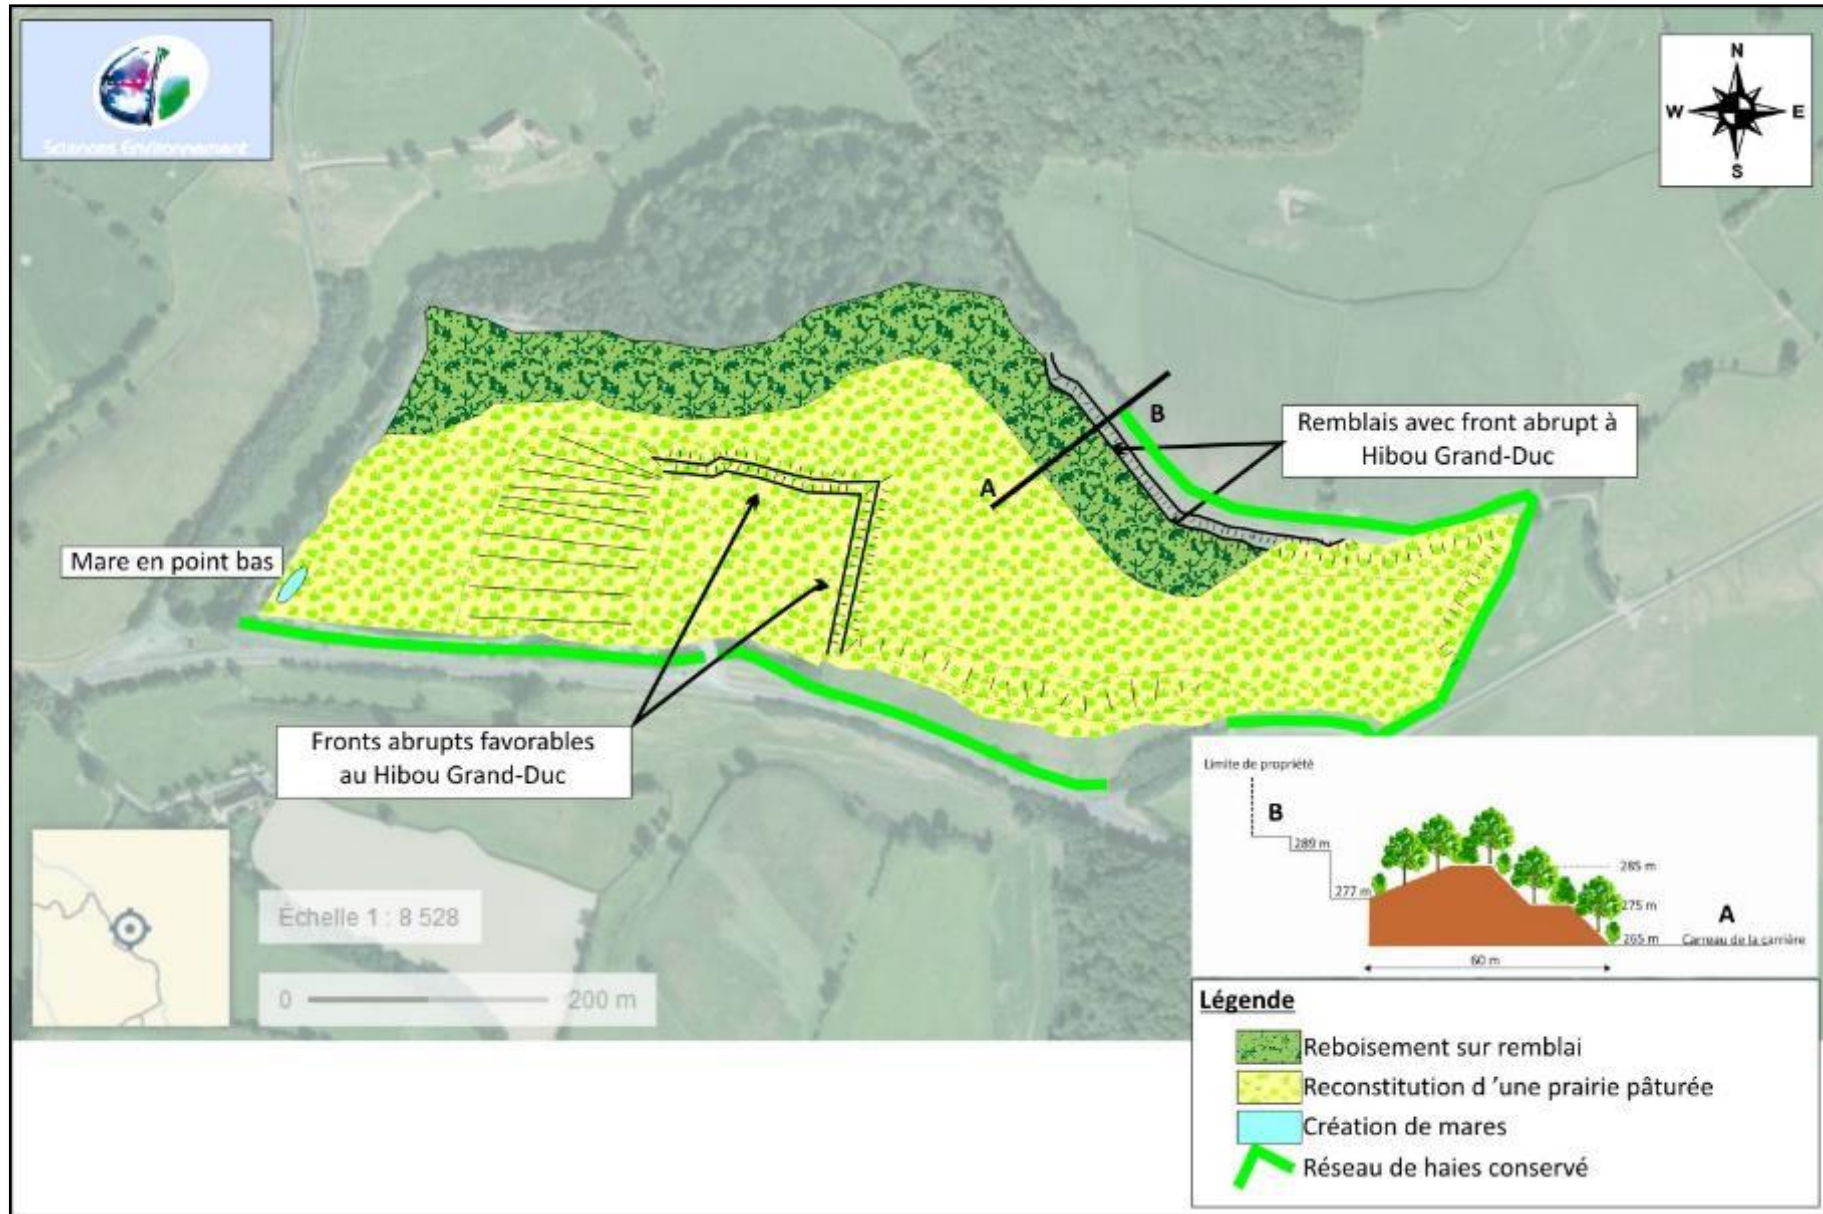 Sciences Environnement
N
W
E
S
B
A
Remblais avec front abrupt à
Hibou Grand-Duc
Mare en point bas
Fronts abrupts favorables
au Hibou Grand-Duc
Échelle 1 : 8 528
0
200 m
Limite de propriété
B
289 m
277 m
285 m
275 m
A
265 m
Carreau de la carrière
60 m
Légende
Reboisement sur remblai
Reconstitution d ’une prairie pâturée
Création de mares
Réseau de haies conservé